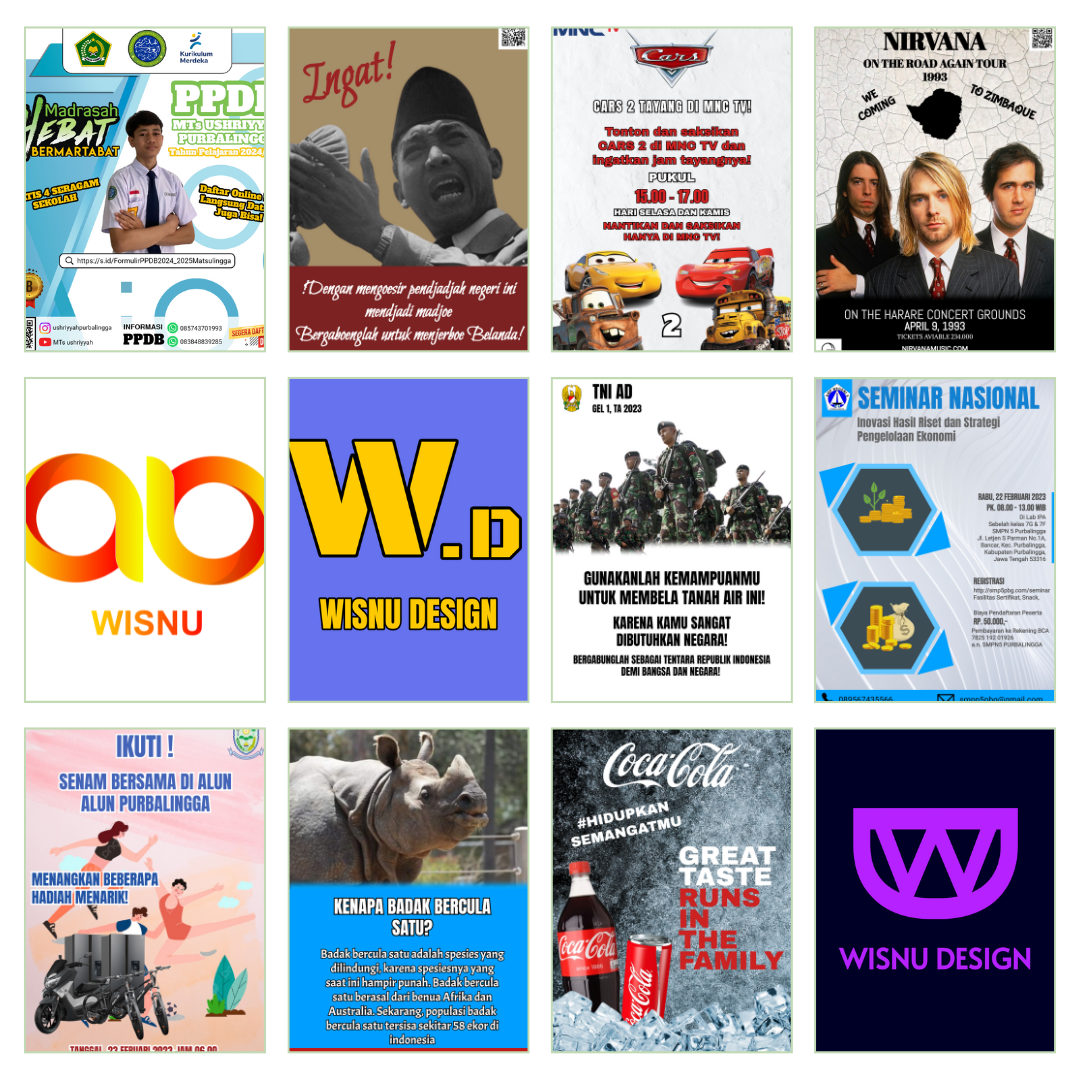 Kurikulum
Merdeka
Madrasah
HEBAT
BERMARTABAT
PPDB
MTs USHRIYY
PURBALINGG
Tahun Pelajaran 2024/
TIS 4 SERAGAM
SEKOLAH
Daftar Online
Langsung Dat
Juga Bisa!
https://s.id/FormulirPPDB2024_2025Matsulingga
ushriyyahpurbalingga
MTs ushriyyah
INFORMASI
PPDB
085743701993
083848839285
SEGERA DAFT
Ingat!
!Dengan mengoesir pendjadjah negeri ini
mendjadi madjoe
Bergaboenglah untuk menjerboe Belanda!
MNC TV
Cars
CARS 2 TAYANG DI MNC TV!
Tonton dan saksikan
CARS 2 di MNC TV dan
ingatkan jam tayangnya!
PUKUL
15.00 - 17.00
HARI SELASA DAN KAMIS
NANTIKAN DAN SAKSIKAN
HANYA DI MNC TV!
2
NIRVANA
ON THE ROAD AGAIN TOUR
1993
WE
COMING
TO ZIMBAQUE
ON THE HARARE CONCERT GROUNDS
APRIL 9, 1993
TICKETS AVIABLE 234.000
NIRVANAMUSIC.COM
WISNU
W.D
WISNU DESIGN
TNI AD
GEL 1, TA 2023
GUNAKANLAH KEMAMPUANMU
UNTUK MEMBELA TANAH AIR INI!
KARENA KAMU SANGAT
DIBUTUHKAN NEGARA!
BERGABUNGLAH SEBAGAI TENTARA REPUBLIK INDONESIA
DEMI BANGSA DAN NEGARA!
SEMINAR NASIONAL
Inovasi Hasil Riset dan Strategi
Pengelolaan Ekonomi
RABU, 22 FEBRUARI 2023
PK. 08.00 - 13.00 WIB
Di Lab IPA
Sebelah kelas 7G & 7F
SMPN 5 Purbalingga
Jl. Letjen S Parman No.1A,
Bancar, Kec. Purbalingga,
Kabupaten Purbalingga,
Jawa Tengah 53316
REGISTRASI
http://smp5pbg.com/seminar
Fasilitas Sertifikat, Snack,
Biaya Pendaftaran Peserta
RP. 50.000,-
Pembayaran ke Rekening BCA
7825 192 01926
a.n. SMPN5 PURBALINGGA
089567425566
smpn5pbg@gmail.com
IKUTI !
SENAM BERSAMA DI ALUN
ALUN PURBALINGGA
MENANGKAN BEBERAPA
HADIAH MENARIK!
TANGGAL, 23 FEBUARI 2023 JAM 06.00
KENAPA BADAK BERCULA
SATU?
Badak bercula satu adalah spesies yang
dilindungi, karena spesiesnya yang
saat ini hampir punah. Badak bercula
satu berasal dari benua Afrika dan
Australia. Sekarang, populasi badak
bercula satu tersisa sekitar 58 ekor di
indonesia
Coca-Cola
#HIDUPKAN
SEMANGATMU
GREAT
TASTE
RUNS
IN
THE
FAMILY
Coca-Cola
Coca-Cola
W
WISNU DESIGN